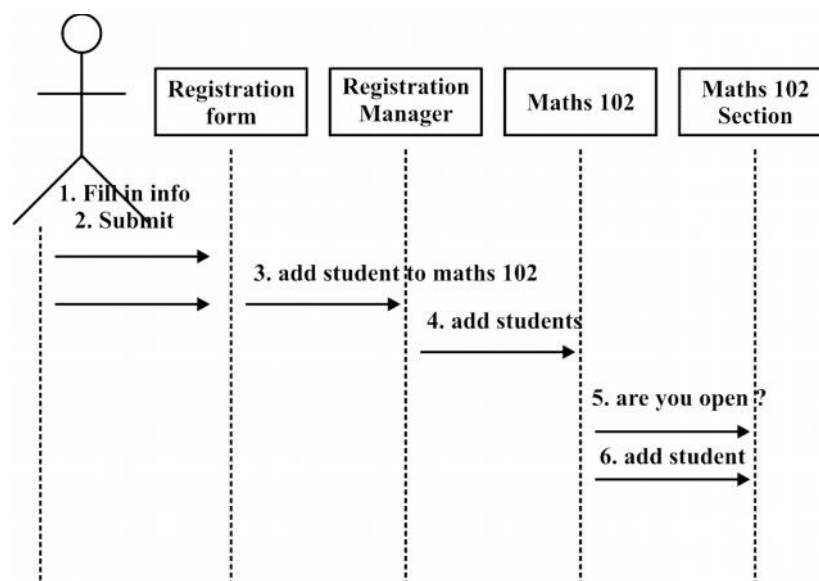 Registration
form
Registration
Manager
Maths 102
Maths 102
Section
1. Fill in info
2. Submit
3. add student to maths 102
4. add students
5. are you open ?
6. add student